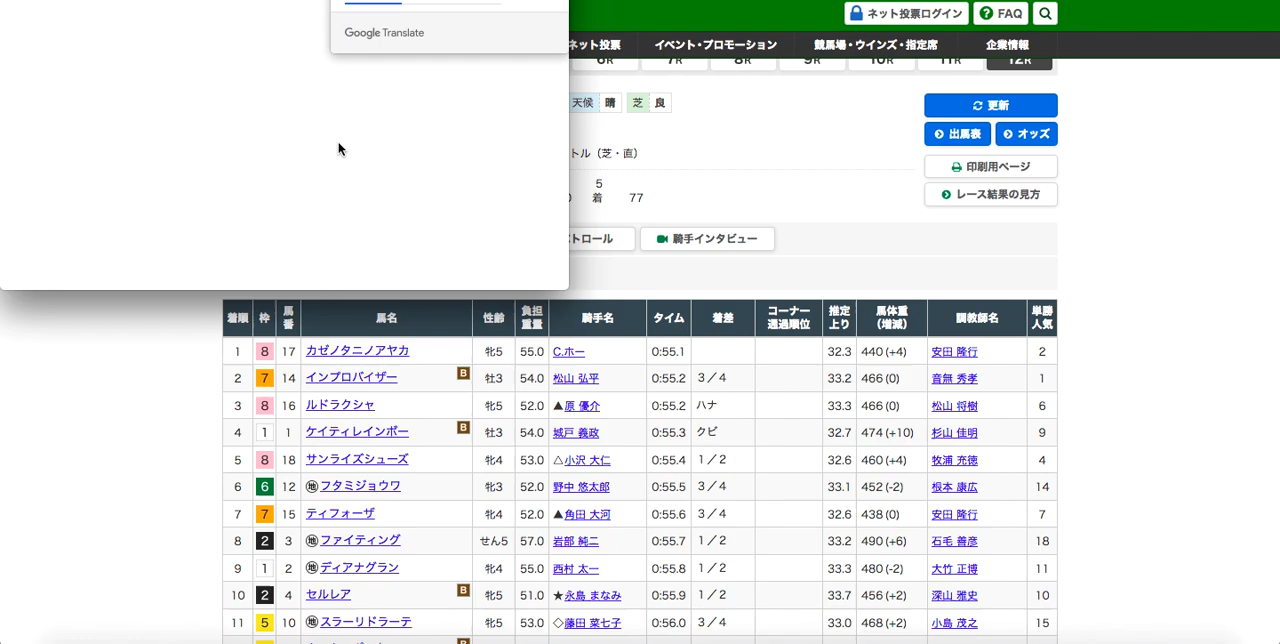 Google Translate
ネット投票ログイン FAQ
ネット投票 イベント・プロモーション 競馬場・ウインズ・指定席 企業情報
6R 7R 8R 9R 10R 11R 12R
天候 晴 芝 良
更新
出馬表 オッズ
トル（芝・直）
印刷用ページ
5着 77
レース結果の見方
トロール 騎手インタビュー
着順 枠 馬番 馬名 性齢 負担重量 騎手名 タイム 着差 コーナー通過順位 推定上り 馬体重（増減） 調教師名 単勝人気
1 8 17 カゼノタニノアヤカ 牝5 55.0 C.ホー 0:55.1 32.3 440 (+4) 安田 隆行 2
2 7 14 インプロバイザー B 牡3 54.0 松山 弘平 0:55.2 3／4 33.2 466 (0) 音無 秀孝 1
3 8 16 ルドラクシャ 牝5 52.0 ▲原 優介 0:55.2 ハナ 33.3 466 (0) 松山 将樹 6
4 1 1 ケイティレインボー B 牡3 54.0 城戸 義政 0:55.3 クビ 32.7 474 (+10) 杉山 佳明 9
5 8 18 サンライズシューズ 牝4 53.0 △小沢 大仁 0:55.4 1／2 32.6 460 (+4) 牧浦 充徳 4
6 6 12 地 フタミジョウワ 牝3 52.0 野中 悠太郎 0:55.5 3／4 33.1 452 (-2) 根本 康広 14
7 7 15 ティフォーザ 牝4 52.0 ▲角田 大河 0:55.6 3／4 32.6 438 (0) 安田 隆行 7
8 2 3 地 ファイティング せん5 57.0 岩部 純二 0:55.7 1／2 33.2 490 (+6) 石毛 善彦 18
9 1 2 地 ディアナグラン 牝4 55.0 西村 太一 0:55.8 1／2 33.3 480 (-2) 大竹 正博 11
10 2 4 セルレア B 牝5 51.0 ★永島 まなみ 0:55.9 1／2 33.7 456 (+2) 深山 雅史 10
11 5 10 地 スラーリドラーテ 牝5 53.0 ◇藤田 菜七子 0:56.0 3／4 33.0 468 (+2) 小島 茂之 15